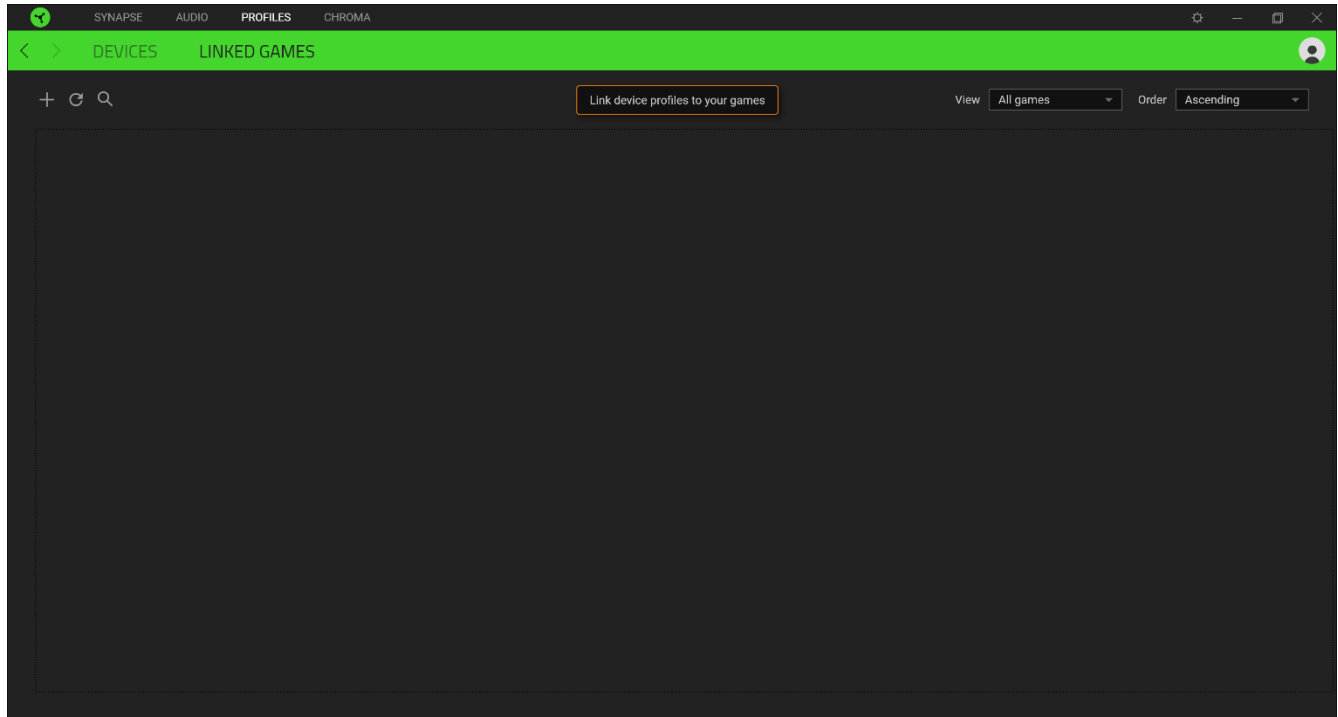 SYNAPSE AUDIO PROFILES CHROMA
DEVICES LINKED GAMES
Link device profiles to your games View All games Order Ascending